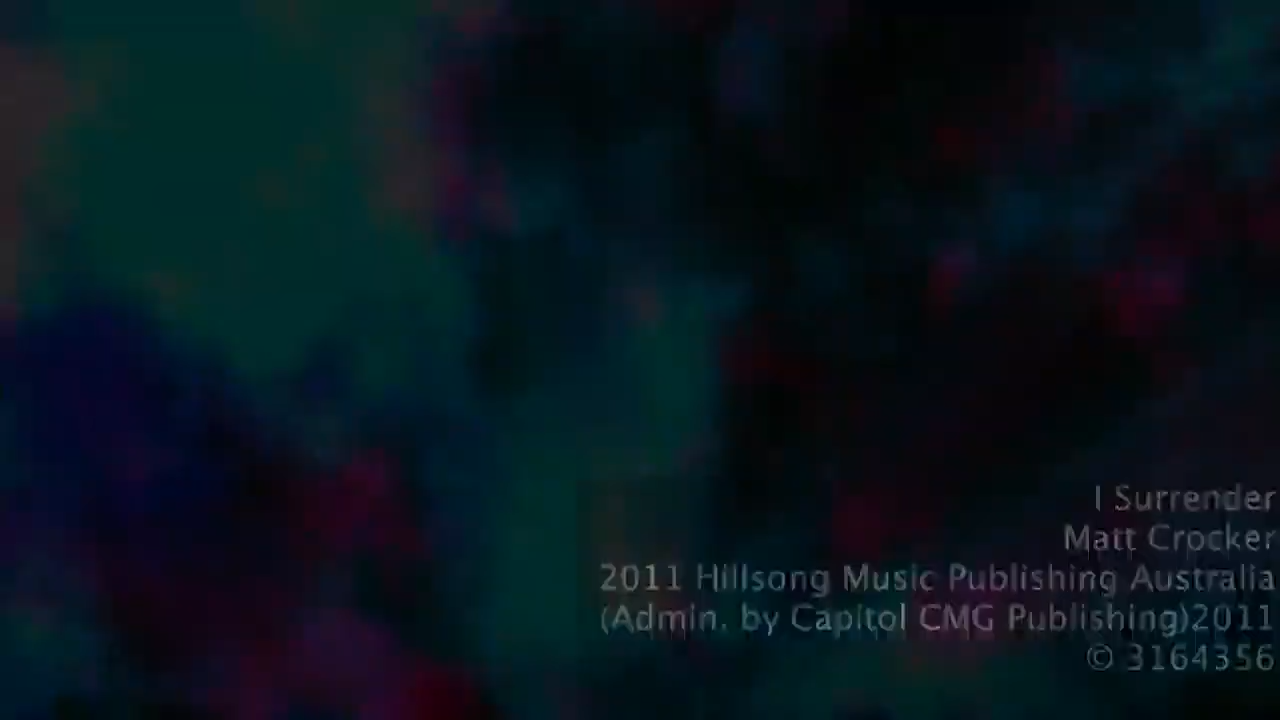 I Surrender
Matt Crocker
2011 Hillsong Music Publishing Australia
(Admin. by Capitol CMG Publishing)2011
© 3164356